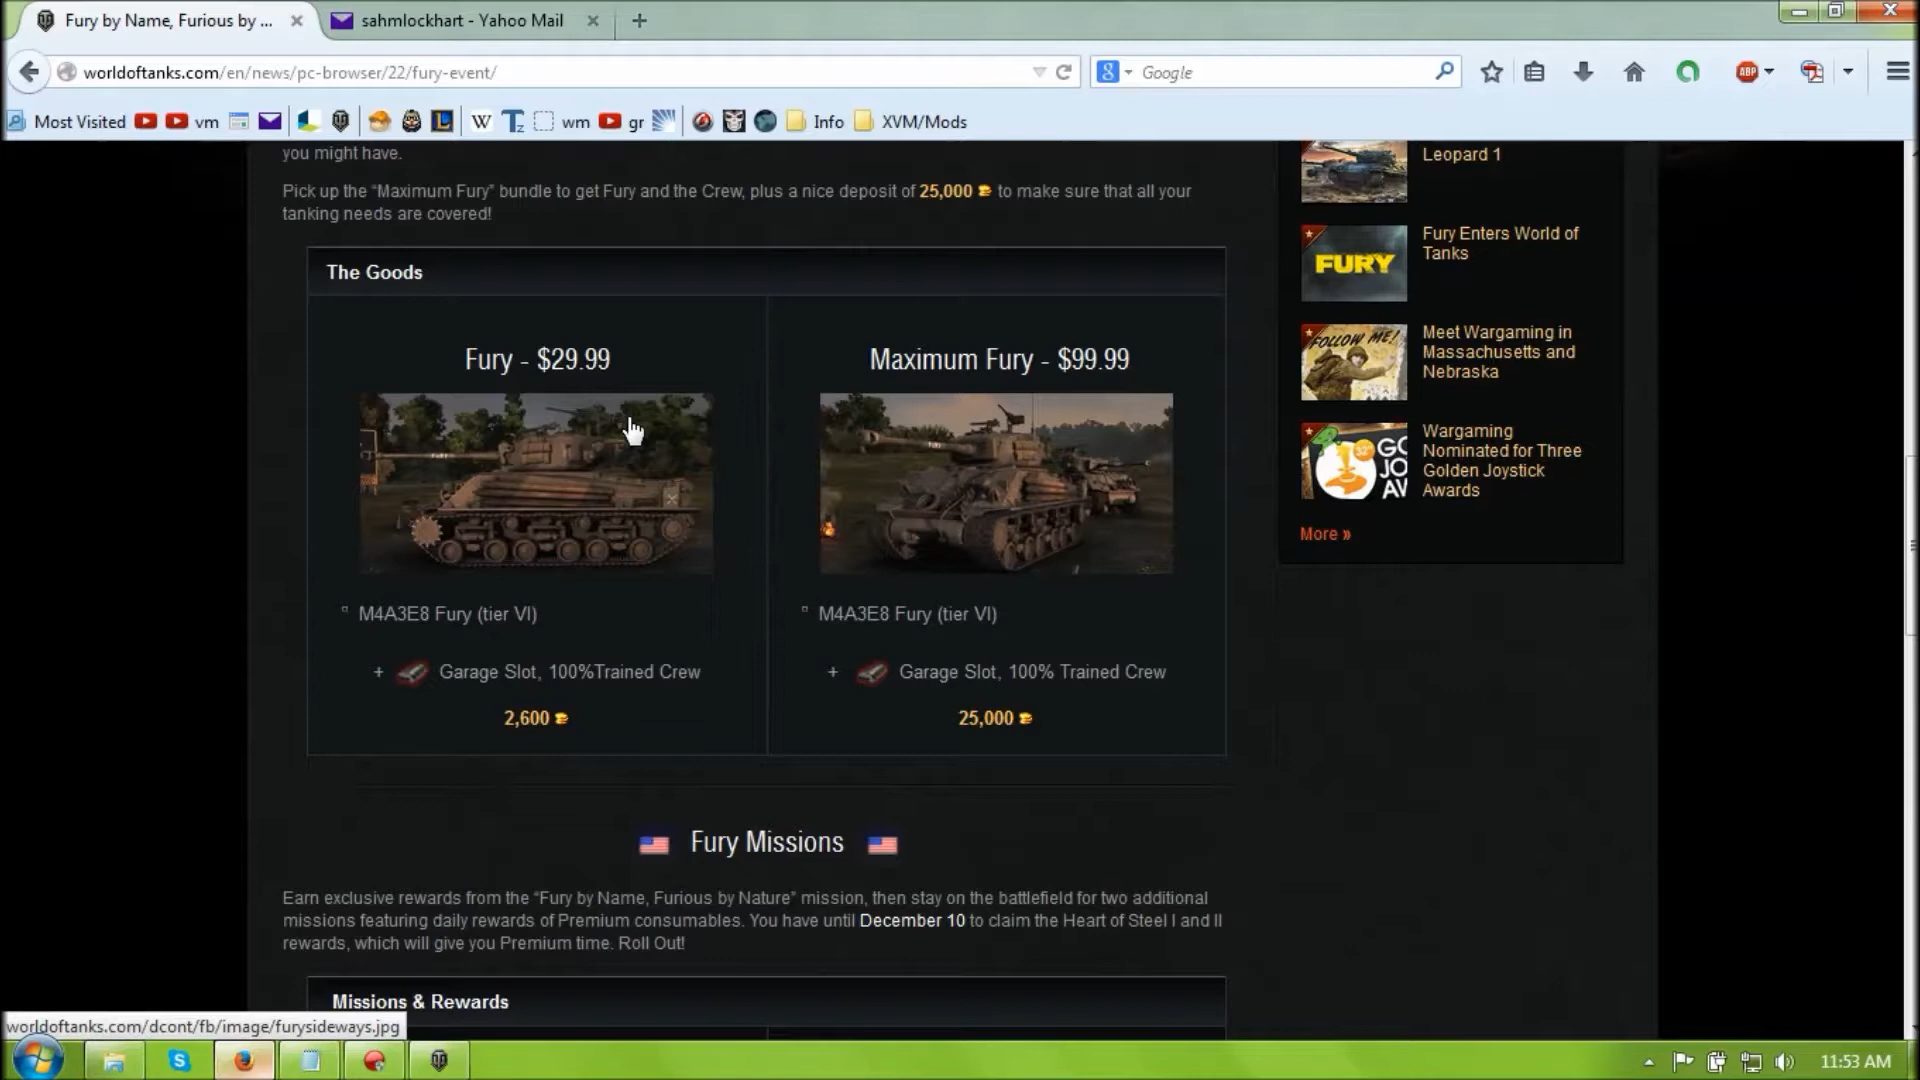 Fury by Name, Furious by ...
sahmlockhart - Yahoo Mail
worldoftanks.com/en/news/pc-browser/22/fury-event/
Google
ABP
Most Visited
vm
W
wm
gr
Info
XVM/Mods
you might have.
Pick up the “Maximum Fury” bundle to get Fury and the Crew, plus a nice deposit of 25,000 to make sure that all your
tanking needs are covered!
The Goods
Fury - $29.99
Maximum Fury - $99.99
M4A3E8 Fury (tier VI)
M4A3E8 Fury (tier VI)
+ Garage Slot, 100%Trained Crew
+ Garage Slot, 100% Trained Crew
2,600
25,000
Fury Missions
Earn exclusive rewards from the “Fury by Name, Furious by Nature” mission, then stay on the battlefield for two additional
missions featuring daily rewards of Premium consumables. You have until December 10 to claim the Heart of Steel I and II
rewards, which will give you Premium time. Roll Out!
Missions & Rewards
Leopard 1
FURY
Fury Enters World of
Tanks
FOLLOW ME!
Meet Wargaming in
Massachusetts and
Nebraska
GO
JO
AV
Wargaming
Nominated for Three
Golden Joystick
Awards
More »
worldoftanks.com/dcont/fb/image/furysideways.jpg
11:53 AM